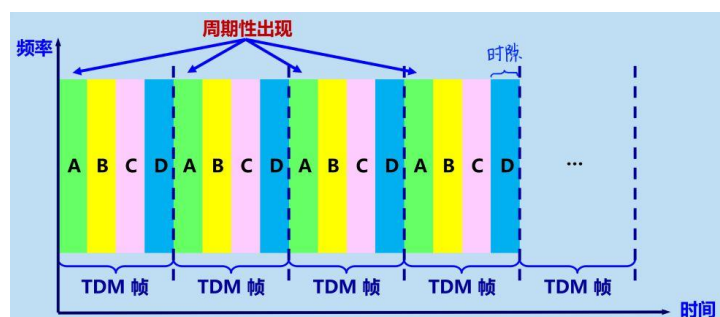 周期性出现
频率
时隙
A B C D A B C D A B C D A B C D ...
TDM 帧 TDM 帧 TDM 帧 TDM 帧 TDM 帧
时间